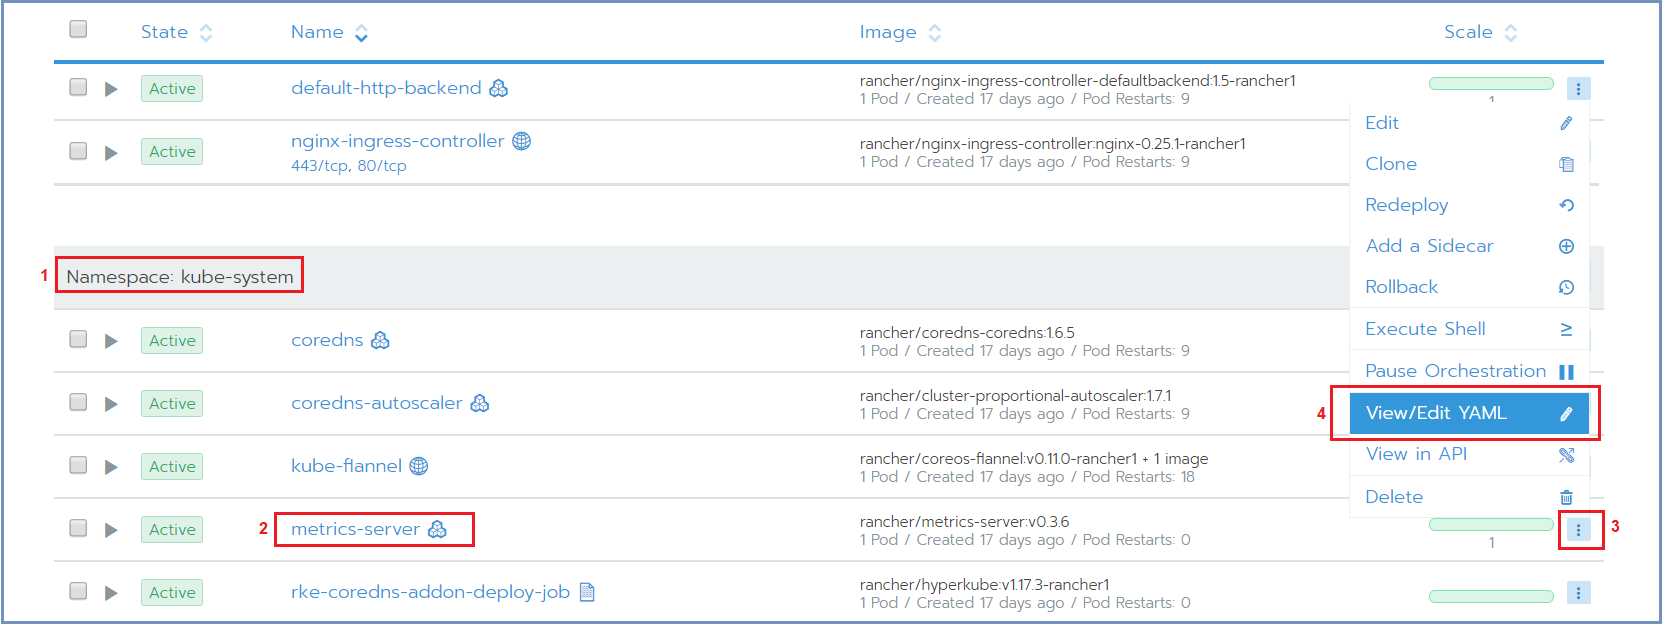 State Name Image Scale
Active default-http-backend rancher/nginx-ingress-controller-defaultbackend:1.5-rancher1
1 Pod / Created 17 days ago / Pod Restarts: 9
1
Edit
Active nginx-ingress-controller rancher/nginx-ingress-controller:nginx-0.25.1-rancher1
443/tcp, 80/tcp 1 Pod / Created 17 days ago / Pod Restarts: 9
Clone
Redeploy
Add a Sidecar
1 Namespace: kube-system
Rollback
Active coredns rancher/coredns-coredns:1.6.5
1 Pod / Created 17 days ago / Pod Restarts: 9
Execute Shell
Pause Orchestration
Active coredns-autoscaler rancher/cluster-proportional-autoscaler:1.7.1
1 Pod / Created 17 days ago / Pod Restarts: 9
4 View/Edit YAML
View in API
Active kube-flannel rancher/coreos-flannel:v0.11.0-rancher1 + 1 image
1 Pod / Created 17 days ago / Pod Restarts: 18
Delete
Active 2 metrics-server rancher/metrics-server:v0.3.6 3
1 Pod / Created 17 days ago / Pod Restarts: 0 1
Active rke-coredns-addon-deploy-job rancher/hyperkube:v1.17.3-rancher1
1 Pod / Created 17 days ago / Pod Restarts: 0